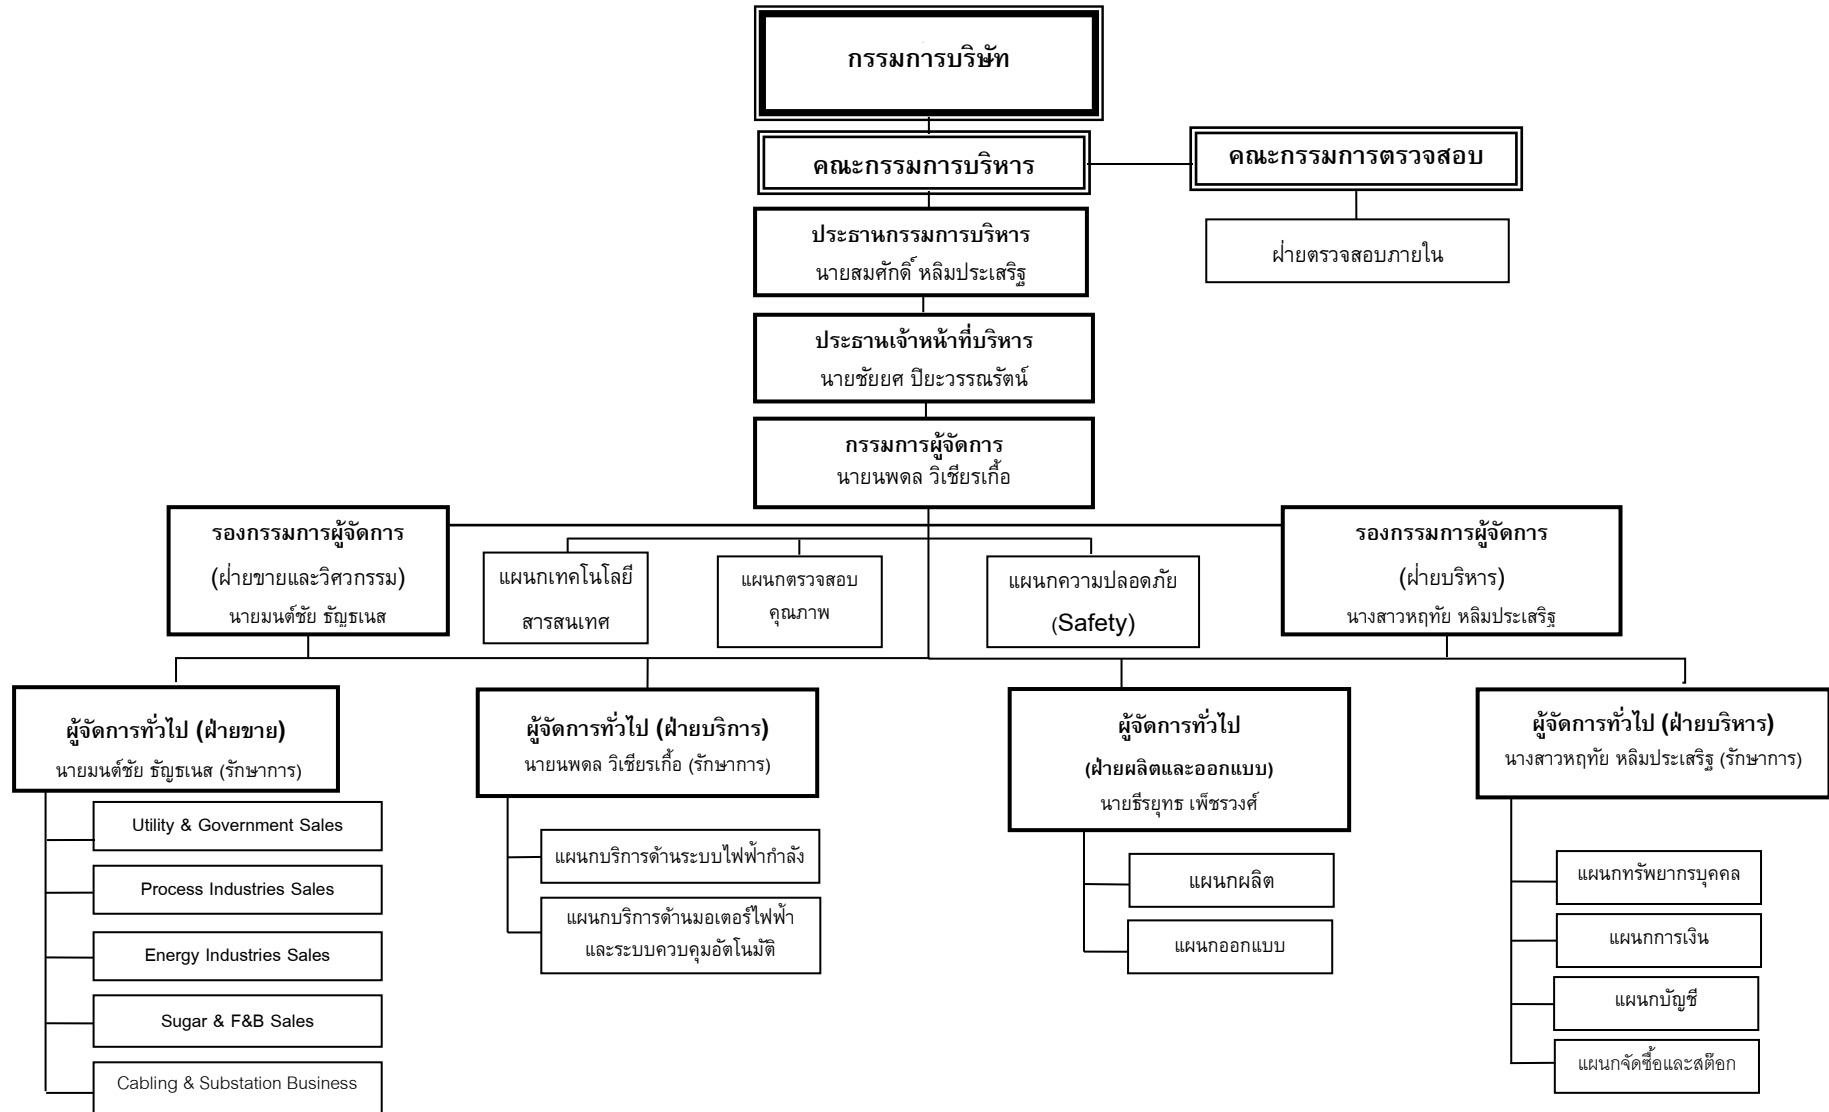 กรรมการบริษัท
คณะกรรมการบริหาร
คณะกรรมการตรวจสอบ
ประธานกรรมการบริหาร
นายสมศักดิ์ หลิมประเสริฐ
ฝ่ายตรวจสอบภายใน
ประธานเจ้าหน้าที่บริหาร
นายชัยยศ ปิยะวรรณรัตน์
กรรมการผู้จัดการ
นายนพดล วิเชียรเกื้อ
รองกรรมการผู้จัดการ
(ฝ่ายขายและวิศวกรรม)
นายมนต์ชัย ธัญธเนส
แผนกเทคโนโลยี
สารสนเทศ
แผนกตรวจสอบ
คุณภาพ
แผนกความปลอดภัย
(Safety)
รองกรรมการผู้จัดการ
(ฝ่ายบริหาร)
นางสาวหฤทัย หลิมประเสริฐ
ผู้จัดการทั่วไป (ฝ่ายขาย)
นายมนต์ชัย ธัญธเนส (รักษาการ)
ผู้จัดการทั่วไป (ฝ่ายบริการ)
นายนพดล วิเชียรเกื้อ (รักษาการ)
ผู้จัดการทั่วไป
(ฝ่ายผลิตและออกแบบ)
นายธีรยุทธ เพ็ชรวงศ์
ผู้จัดการทั่วไป (ฝ่ายบริหาร)
นางสาวหฤทัย หลิมประเสริฐ (รักษาการ)
Utility & Government Sales
Process Industries Sales
Energy Industries Sales
Sugar & F&B Sales
Cabling & Substation Business
แผนกบริการด้านระบบไฟฟ้ากำลัง
แผนกบริการด้านมอเตอร์ไฟฟ้า
และระบบควบคุมอัตโนมัติ
แผนกผลิต
แผนกออกแบบ
แผนกทรัพยากรบุคคล
แผนกการเงิน
แผนกบัญชี
แผนกจัดซื้อและสต๊อก